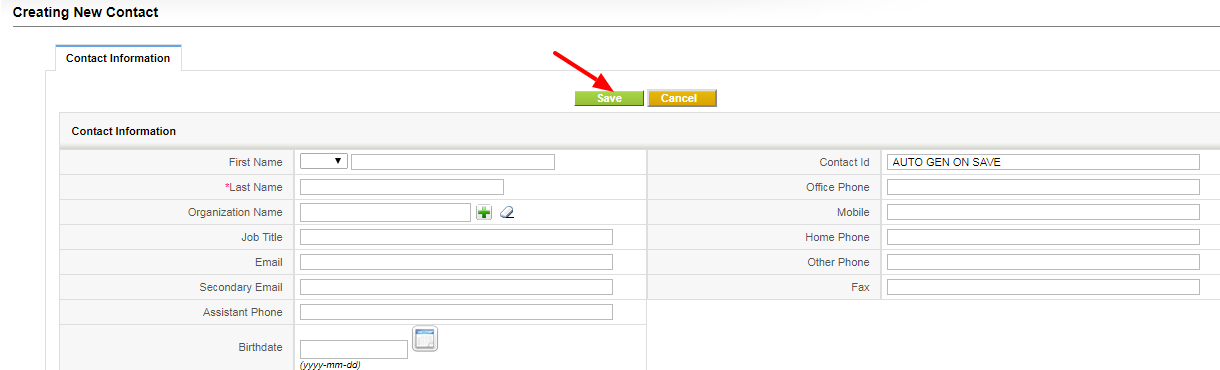 Creating New Contact
Contact Information
Save Cancel
Contact Information
First Name Contact Id AUTO GEN ON SAVE
*Last Name Office Phone
Organization Name Mobile
Job Title Home Phone
Email Other Phone
Secondary Email Fax
Assistant Phone
Birthdate
(yyyy-mm-dd)